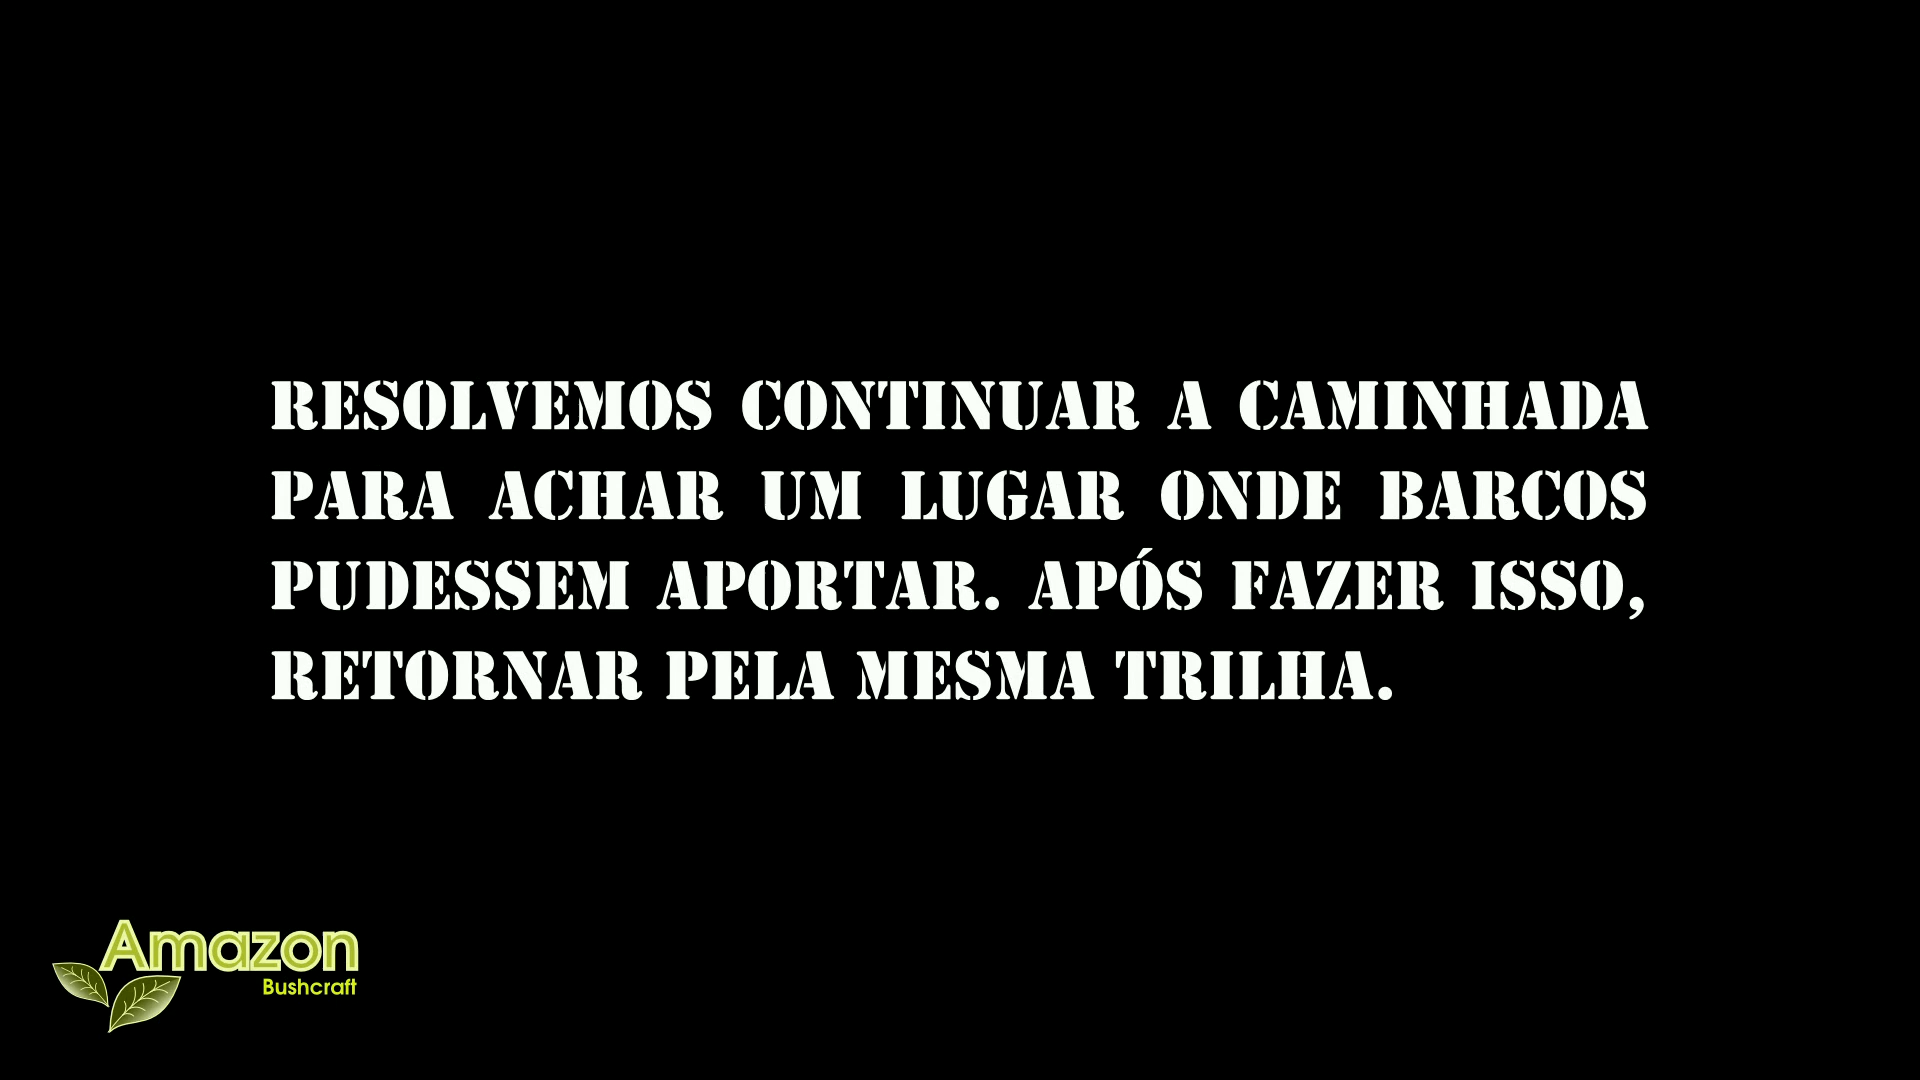 RESOLVEMOS CONTINUAR A CAMINHADA
PARA ACHAR UM LUGAR ONDE BARCOS
PUDESSEM APORTAR. APÓS FAZER ISSO,
RETORNAR PELA MESMA TRILHA.
Amazon
Bushcraft